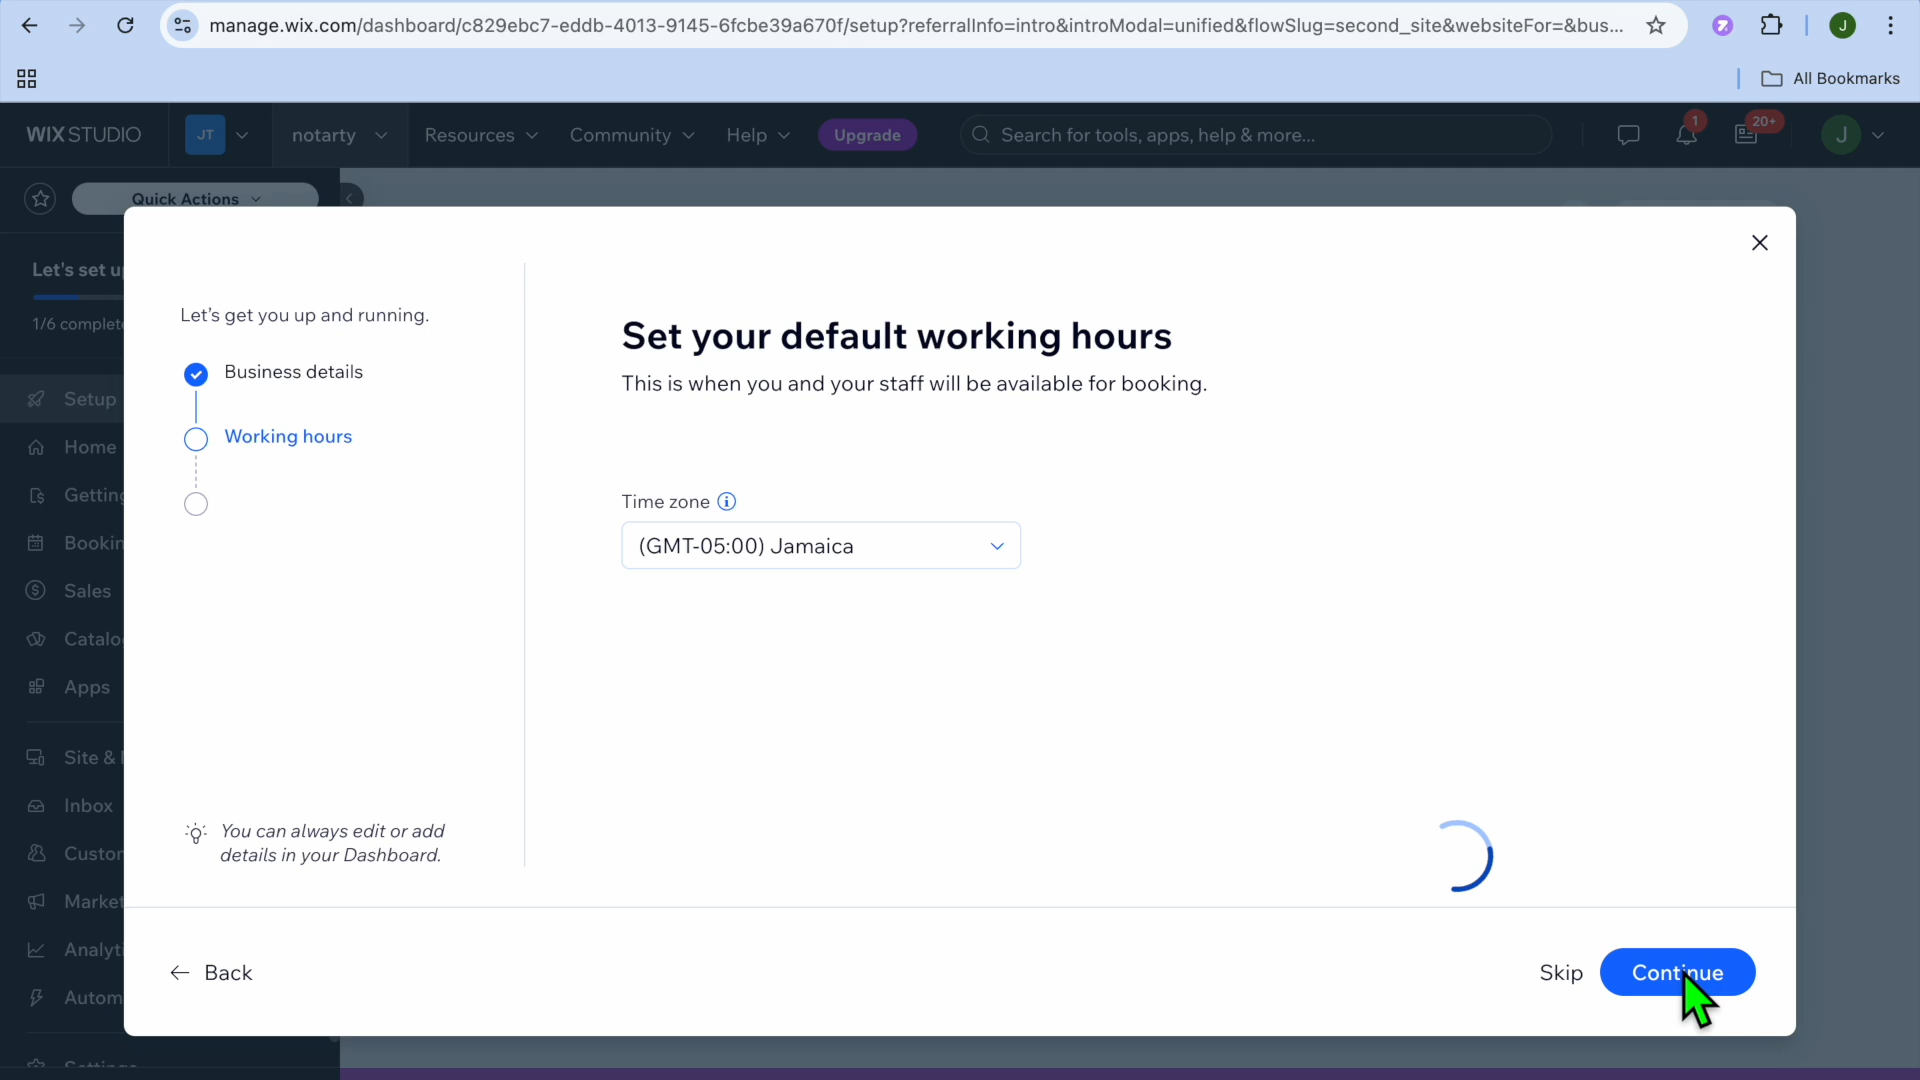 manage.wix.com/dashboard/c829ebc7-eddb-4013-9145-6fcbe39a670f/setup?referralInfo=intro&introModal=unified&flowSlug=second_site&websiteFor=&bus...
J
All Bookmarks
WIX STUDIO
JT
notarty
Resources
Community
Help
Upgrade
Search for tools, apps, help & more...
1
20+
J
Quick Actions
Let's set u
1/6 complete
Setup
Home
Getting
Bookin
Sales
Catalo
Apps
Site &
Inbox
Custon
Market
Analyti
Autom
Settings
Let's get you up and running.
Business details
Working hours
You can always edit or add
details in your Dashboard.
Set your default working hours
This is when you and your staff will be available for booking.
Time zone
(GMT-05:00) Jamaica
Back
Skip
Continue